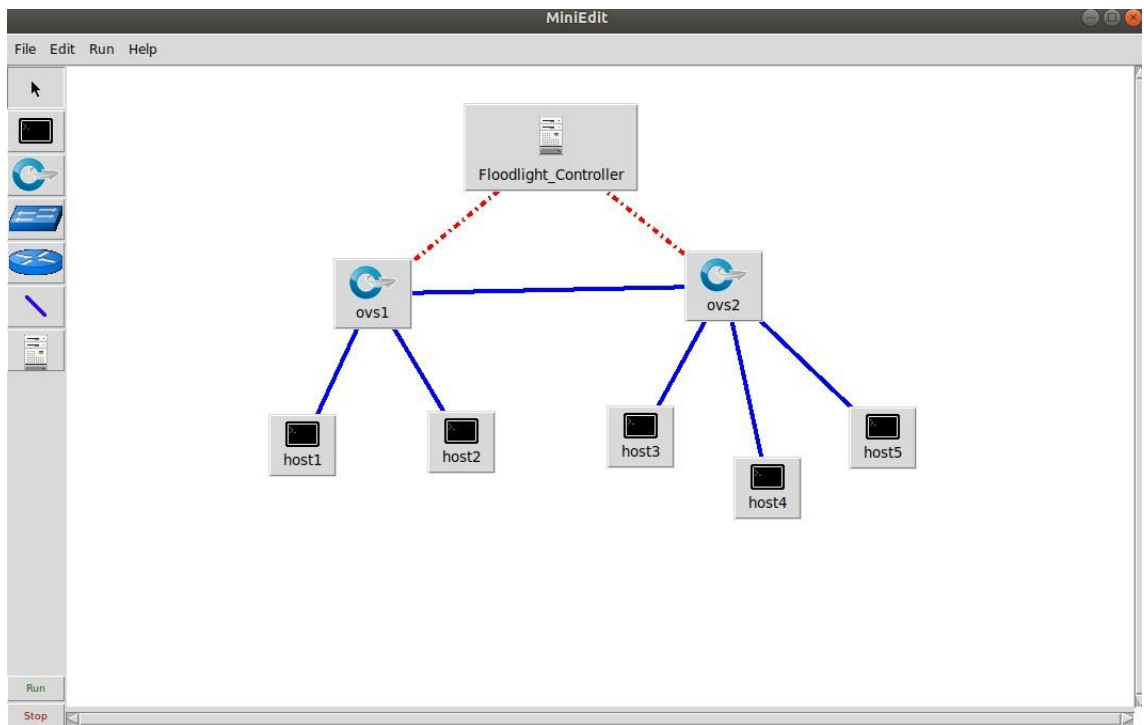 MiniEdit
File Edit Run Help
Floodlight_Controller
ovs1
ovs2
host1
host2
host3
host4
host5
Run
Stop